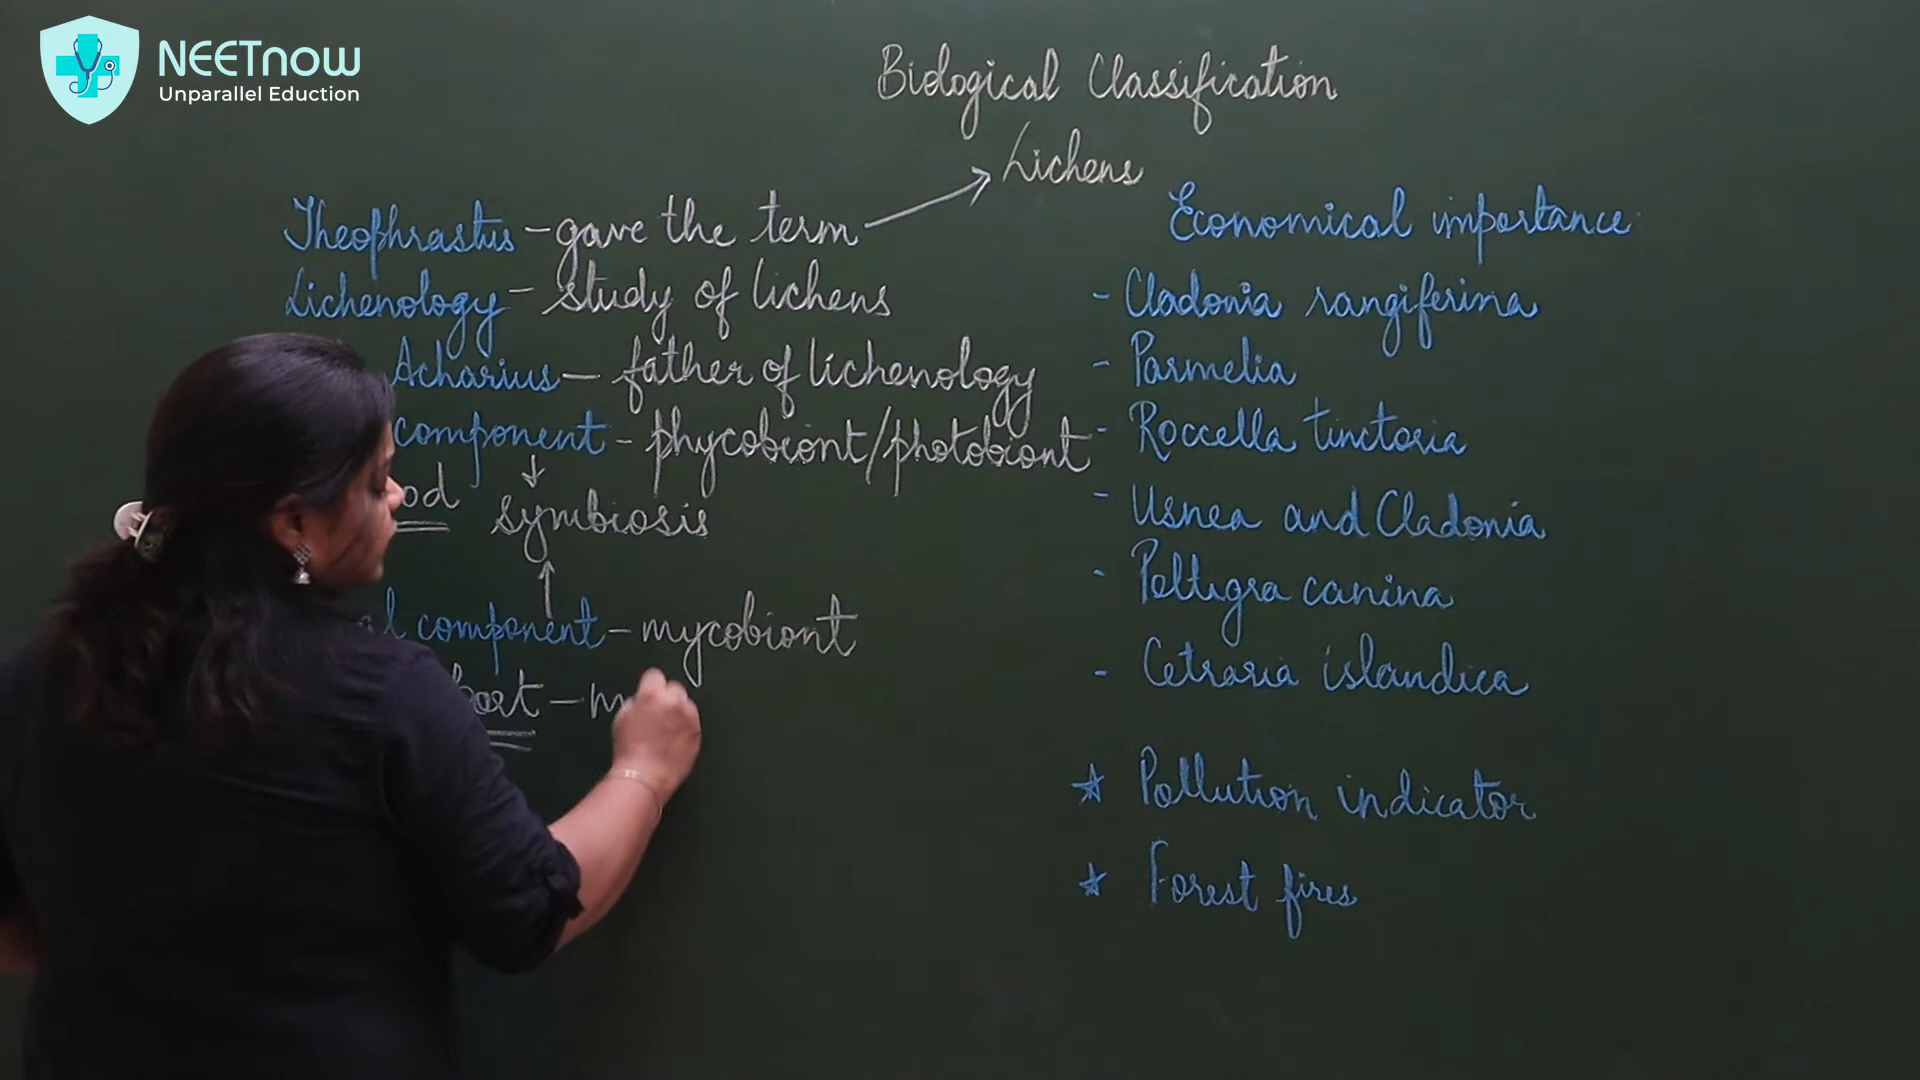 NEETnow
Unparallel Eduction
Biological Classification
Lichens
Theophrastus - gave the term
Lichenology - study of lichens
Acharius - father of lichenology
component - phycobiont/photobiont
symbiosis
component - mycobiont
Economical importance
- Cladonia rangiferina
- Parmelia
- Roccella tinctoria
- Usnea and Cladonia
- Peltigra canina
- Cetraria islandica
★ Pollution indicator
★ Forest fires